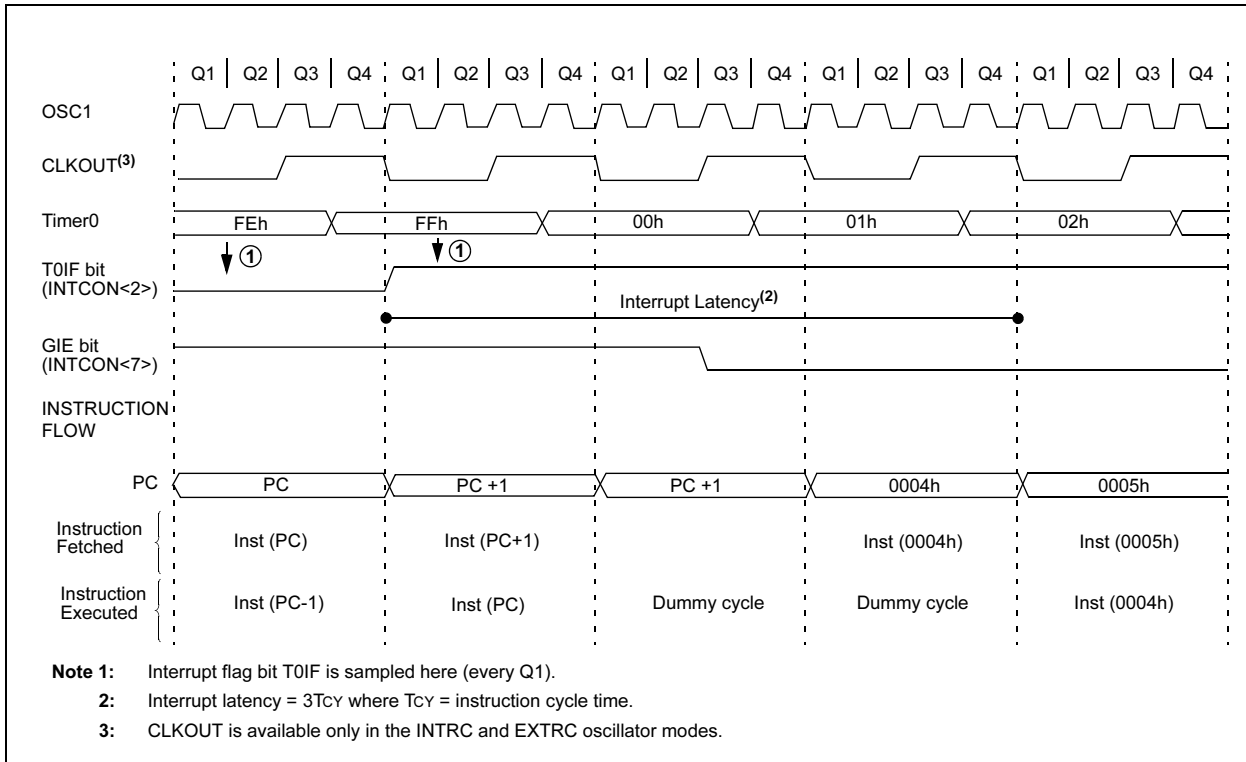 Q1 Q2 Q3 Q4 Q1 Q2 Q3 Q4 Q1 Q2 Q3 Q4 Q1 Q2 Q3 Q4 Q1 Q2 Q3 Q4
OSC1
CLKOUT(3)
Timer0 FEh FFh 00h 01h 02h
① ①
T0IF bit
(INTCON<2>)
Interrupt Latency(2)
GIE bit
(INTCON<7>)
INSTRUCTION
FLOW
PC PC PC +1 PC +1 0004h 0005h
Instruction
Fetched
Inst (PC) Inst (PC+1) Inst (0004h) Inst (0005h)
Instruction
Executed
Inst (PC-1) Inst (PC) Dummy cycle Dummy cycle Inst (0004h)
Note 1: Interrupt flag bit T0IF is sampled here (every Q1).
2: Interrupt latency = 3TCY where TCY = instruction cycle time.
3: CLKOUT is available only in the INTRC and EXTRC oscillator modes.